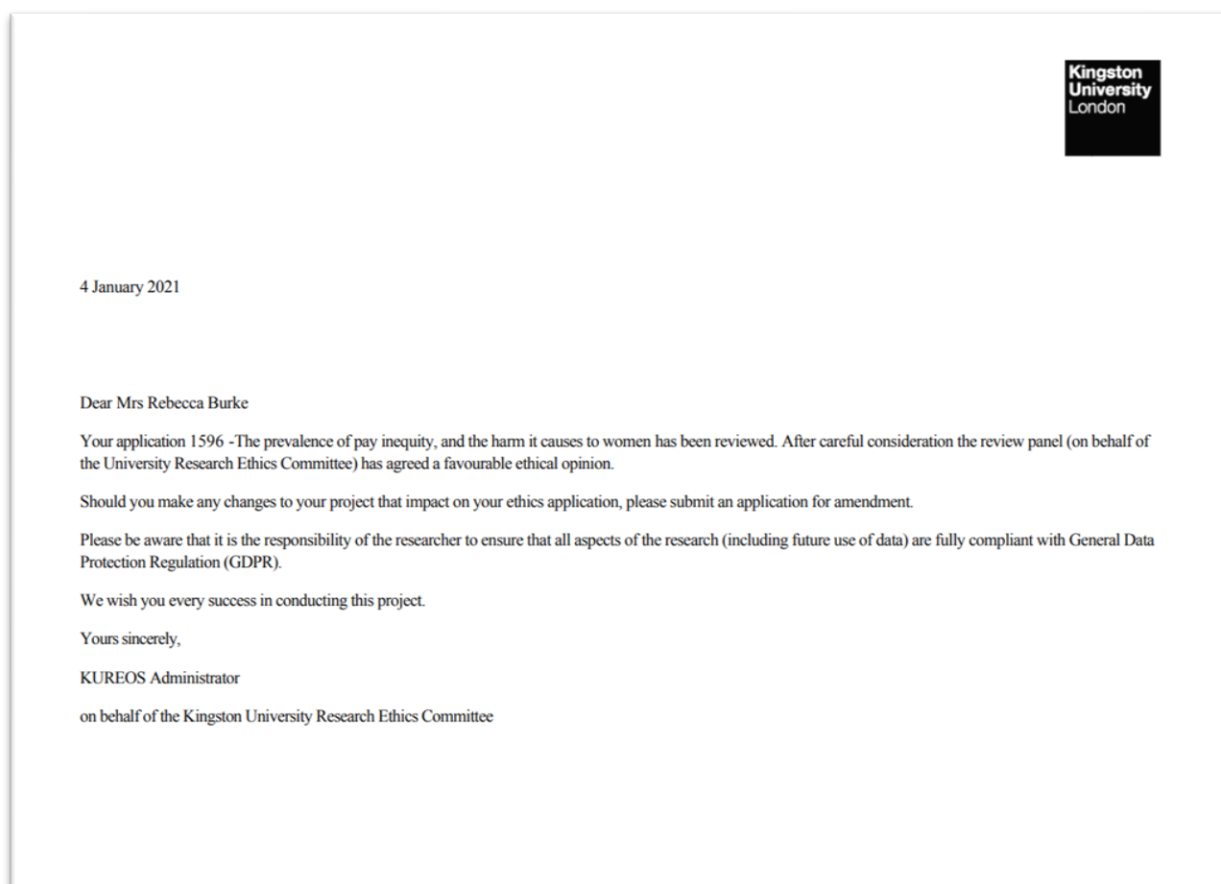 Kingston
University
London
4 January 2021
Dear Mrs Rebecca Burke
Your application 1596 -The prevalence of pay inequity, and the harm it causes to women has been reviewed. After careful consideration the review panel (on behalf of
the University Research Ethics Committee) has agreed a favourable ethical opinion.
Should you make any changes to your project that impact on your ethics application, please submit an application for amendment.
Please be aware that it is the responsibility of the researcher to ensure that all aspects of the research (including future use of data) are fully compliant with General Data
Protection Regulation (GDPR).
We wish you every success in conducting this project.
Yours sincerely,
KUREOS Administrator
on behalf of the Kingston University Research Ethics Committee